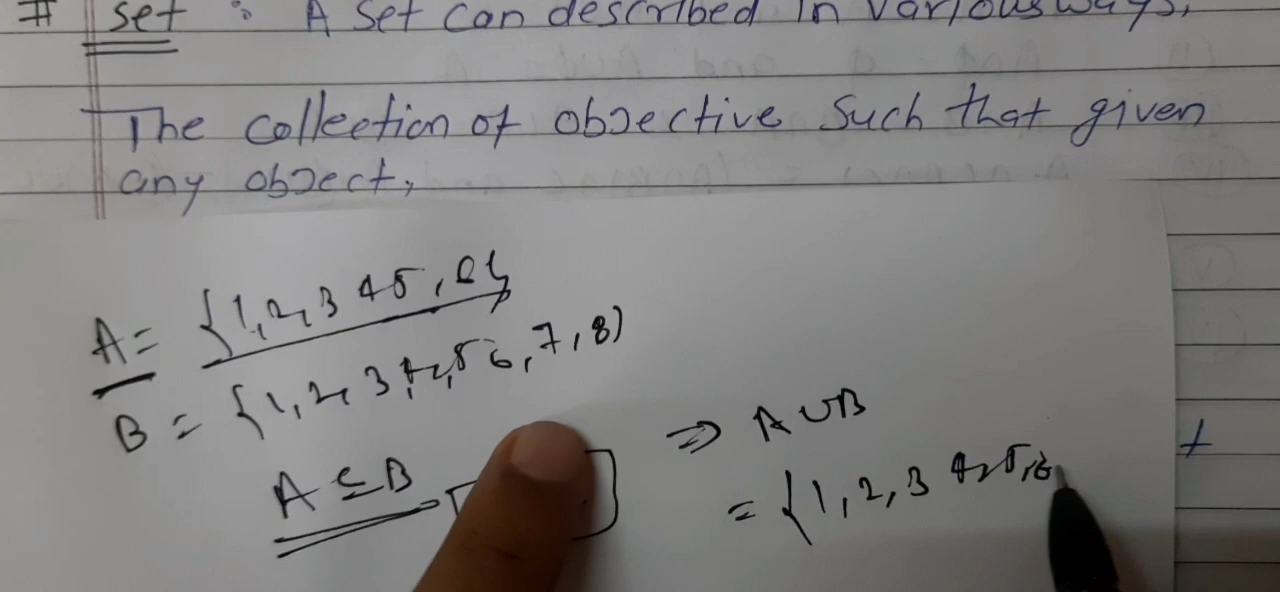 # Set : A Set Can described in various ways,
The collection of objective Such that given
any object,
A = {1,2,3 4 5, 6}
B = {1,2,3,4,5 6,7,8}
A ⊆ B
⇒ A ∪ B
= {1,2,3 4,5,6